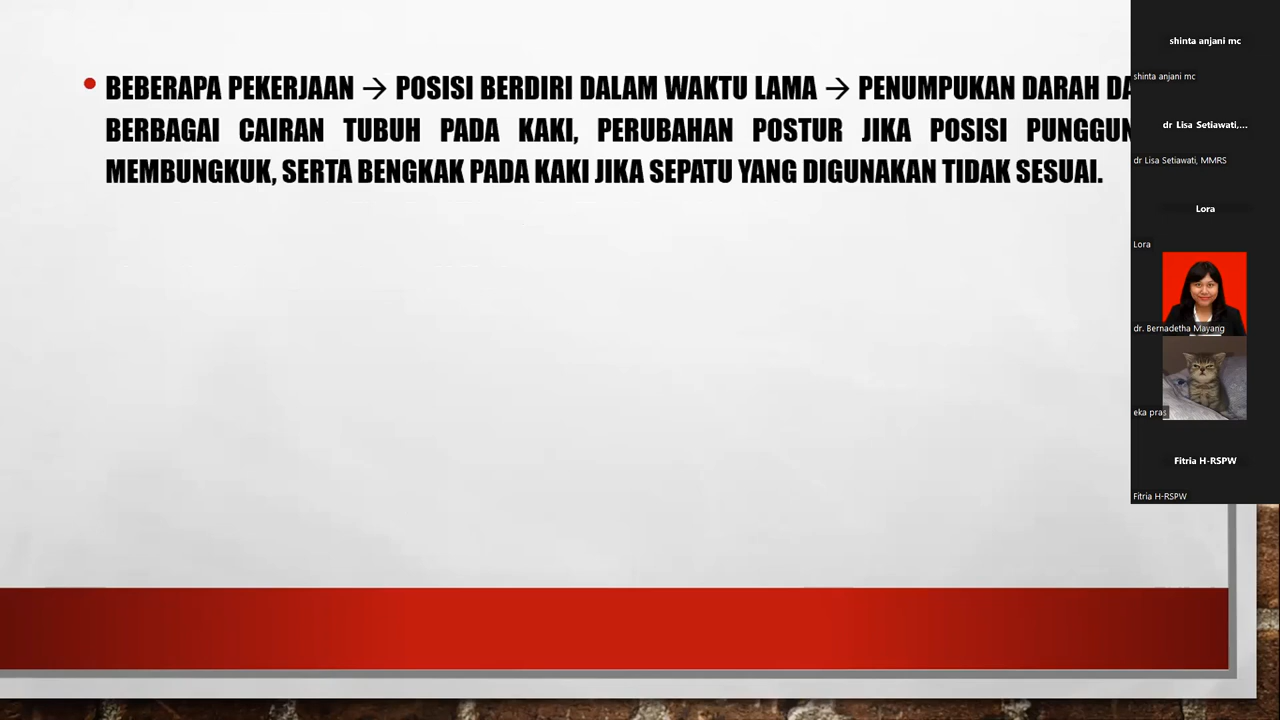 • BEBERAPA PEKERJAAN → POSISI BERDIRI DALAM WAKTU LAMA → PENUMPUKAN DARAH
BERBAGAI CAIRAN TUBUH PADA KAKI, PERUBAHAN POSTUR JIKA POSISI
MEMBUNGKUK, SERTA BENGKAK PADA KAKI JIKA SEPATU YANG DIGUNAKAN TIDAK SESUAI.
shinta anjani mc
shinta anjani mc
dr Lisa Setiawati,...
dr Lisa Setiawati, MMRS
Lora
Lora
dr. Bernadetha Mayang
eka pras
Fitria H-RSPW
Fitria H-RSPW